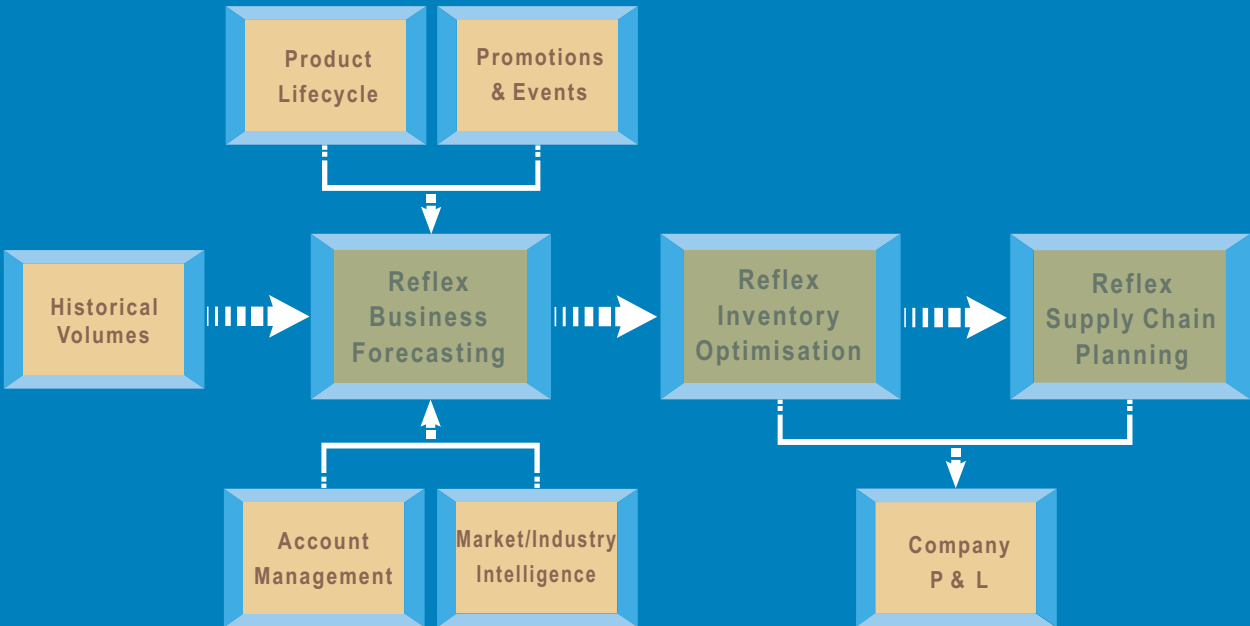 Product
Lifecycle
Promotions
& Events
Historical
Volumes
Reflex
Business
Forecasting
Reflex
Inventory
Optimisation
Reflex
Supply Chain
Planning
Account
Management
Market/Industry
Intelligence
Company
P & L